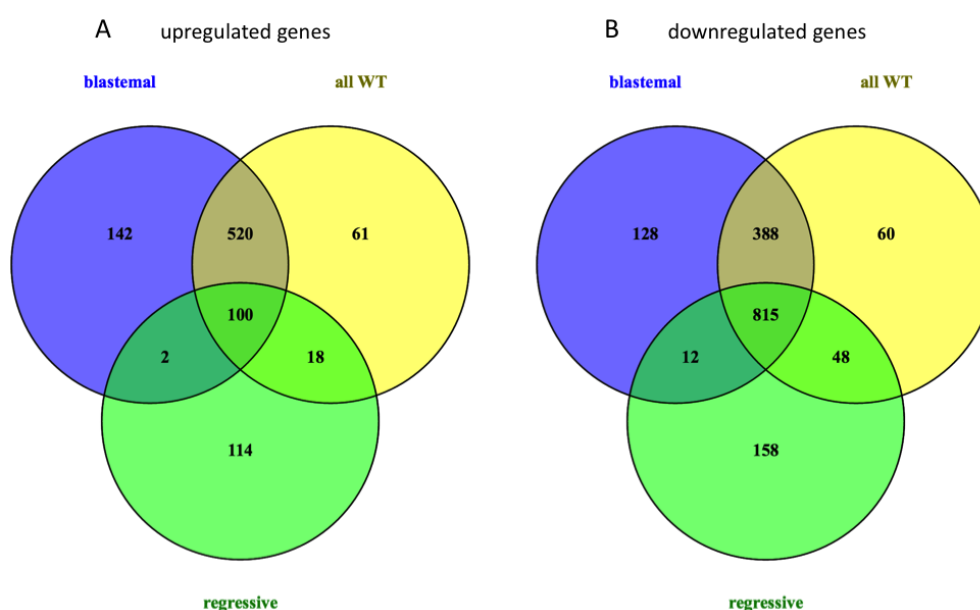 A upregulated genes
B downregulated genes
blastemal
all WT
blastemal
all WT
142
520
61
128
388
60
100
815
2
18
12
48
114
158
regressive
regressive